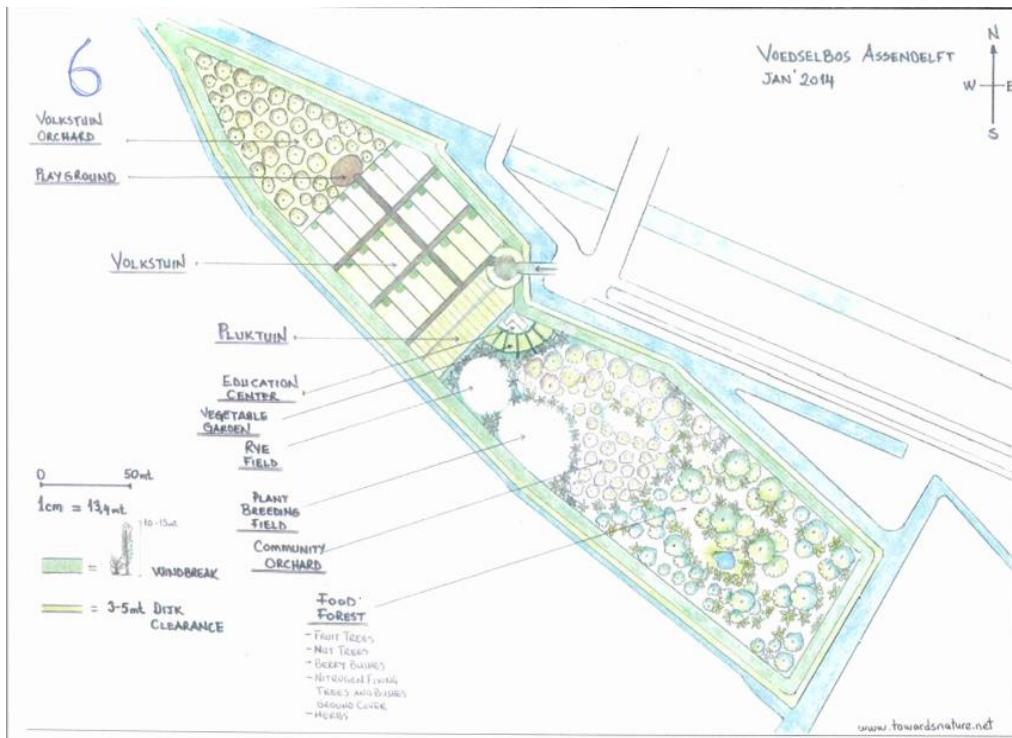 6
VOEDSELBOS ASSENDELFT
JAN' 2014
N
W E
S
VOLKSTUIN
ORCHARD
PLAYGROUND
VOLKSTUIN
PLUKTUIN
EDUCATION
CENTER
VEGETABLE
GARDEN
RYE
FIELD
PLANT
BREEDING
FIELD
COMMUNITY
ORCHARD
FOOD
FOREST
- FRUIT TREES
- NUT TREES
- BERRY BUSHES
- NITROGEN FIXING
TREES AND BUSHES
GROUND COVER
- HERBS
0 50mt
1cm = 13,4mt
10-15mt
= WINDBREAK
= 3-5mt DIJK
CLEARANCE
www.towardsnature.net